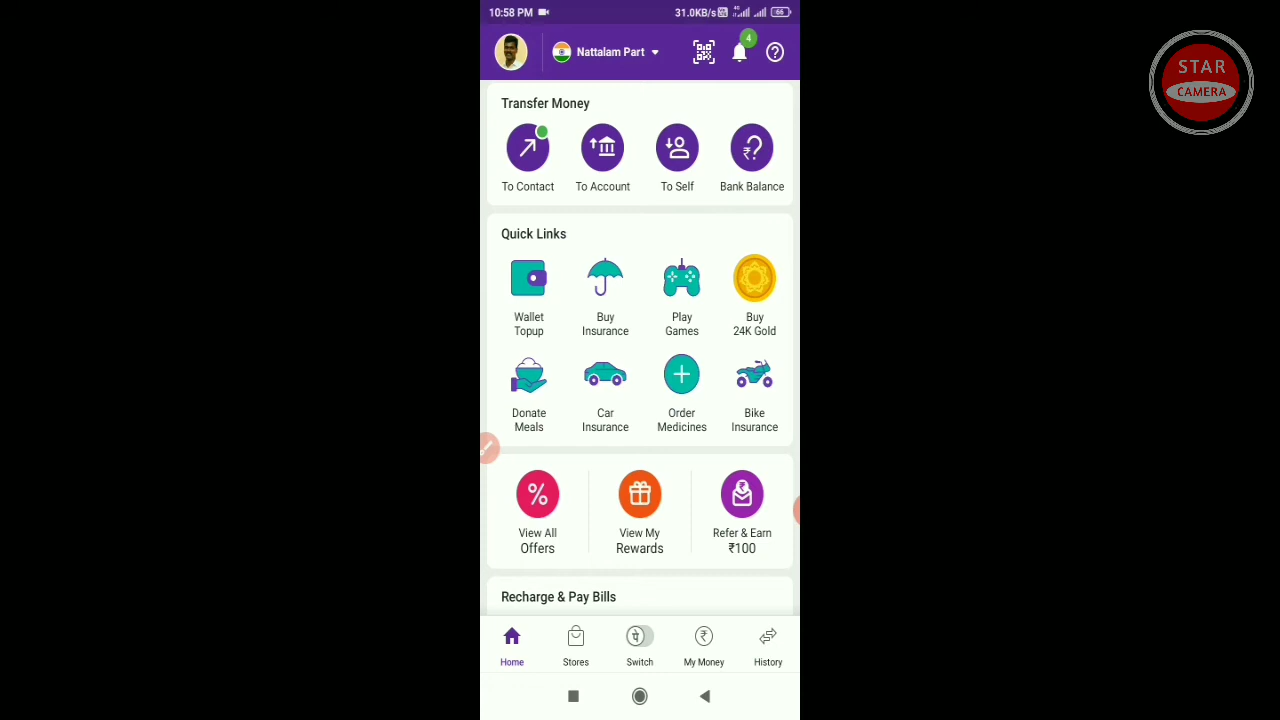 10:58 PM
31.0KB/s
4G
66
Nattalam Part
4
Transfer Money
To Contact
To Account
To Self
Bank Balance
Quick Links
Wallet
Topup
Buy
Insurance
Play
Games
Buy
24K Gold
Donate
Meals
Car
Insurance
Order
Medicines
Bike
Insurance
View All
Offers
View My
Rewards
Refer & Earn
₹100
Recharge & Pay Bills
Home
Stores
पे
Switch
My Money
History
STAR
CAMERA